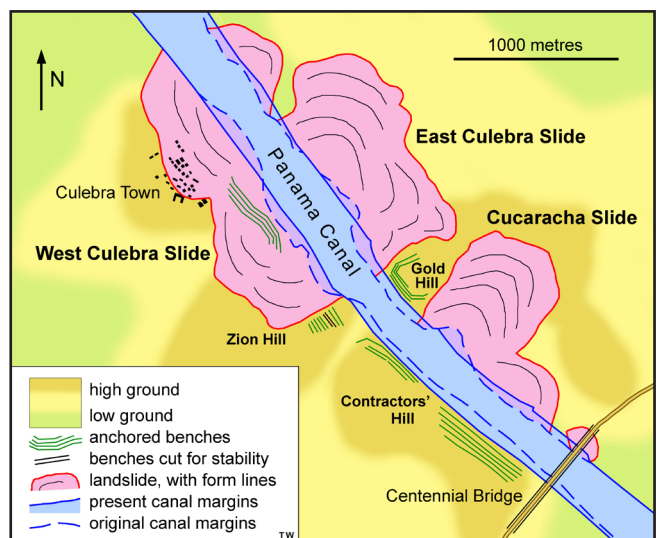 1000 metres
N
East Culebra Slide
Panama Canal
Culebra Town
Cucaracha Slide
West Culebra Slide
Gold
Hill
Zion Hill
Contractors'
Hill
Centennial Bridge
high ground
low ground
anchored benches
benches cut for stability
landslide, with form lines
present canal margins
original canal margins
TW